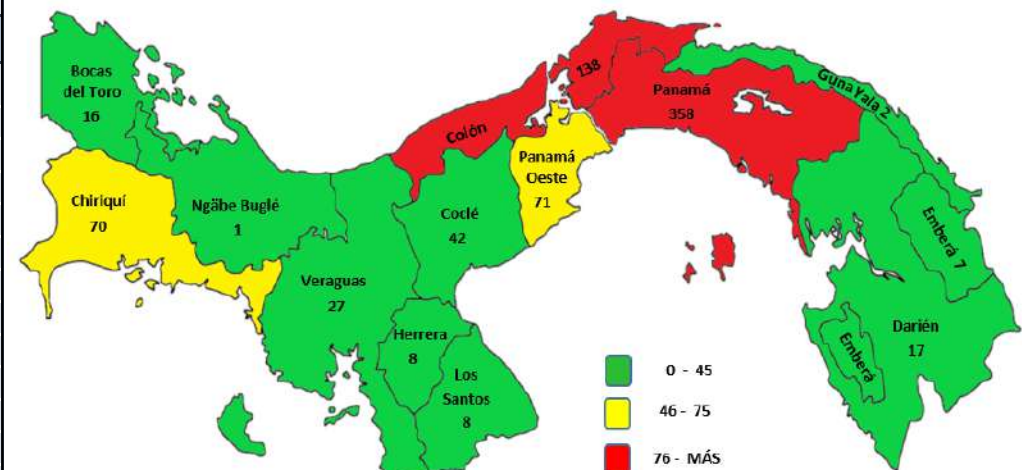 Bocas
del Toro
16
Chiriquí
70
Ngäbe Buglé
1
Veraguas
27
Herrera
8
Los
Santos
8
Coclé
42
Colón
138
Panamá
Oeste
71
Panamá
358
Guna Yala 2
Emberá 7
Darién
17
Emberá
0 - 45
46 - 75
76 - MÁS